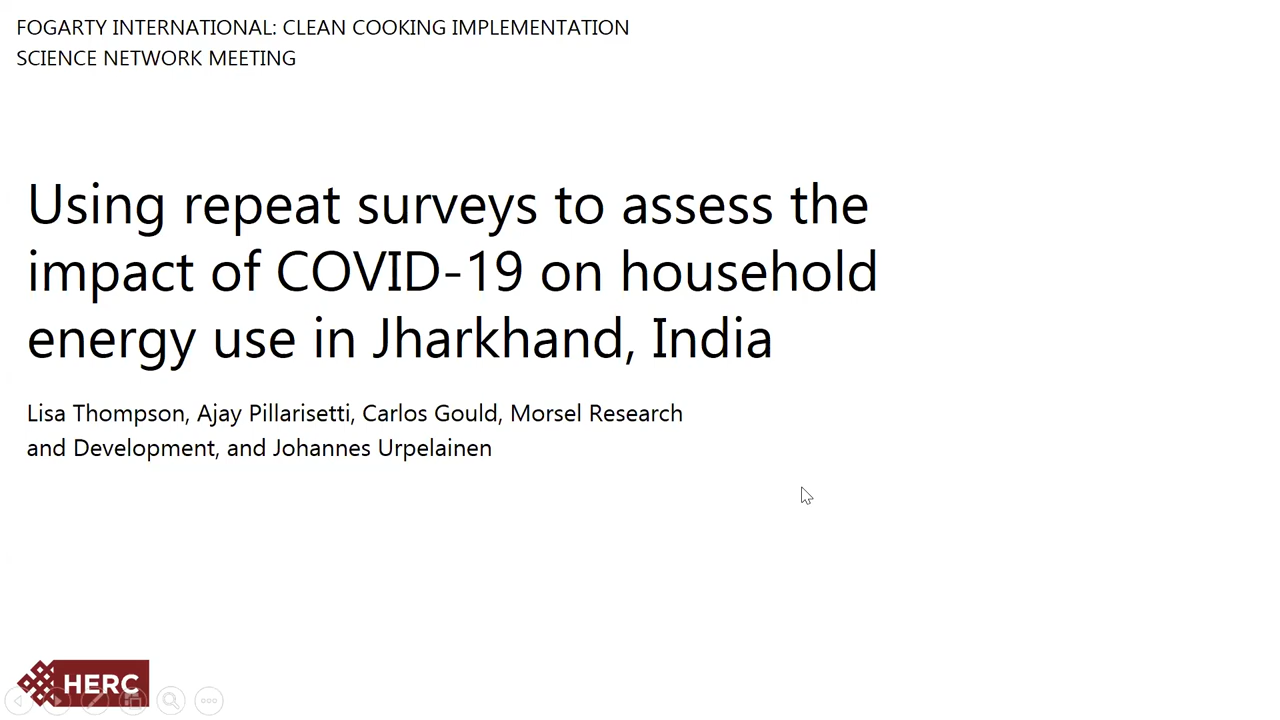 FOGARTY INTERNATIONAL: CLEAN COOKING IMPLEMENTATION
SCIENCE NETWORK MEETING
Using repeat surveys to assess the
impact of COVID-19 on household
energy use in Jharkhand, India
Lisa Thompson, Ajay Pillarisetti, Carlos Gould, Morsel Research
and Development, and Johannes Urpelainen
HERC